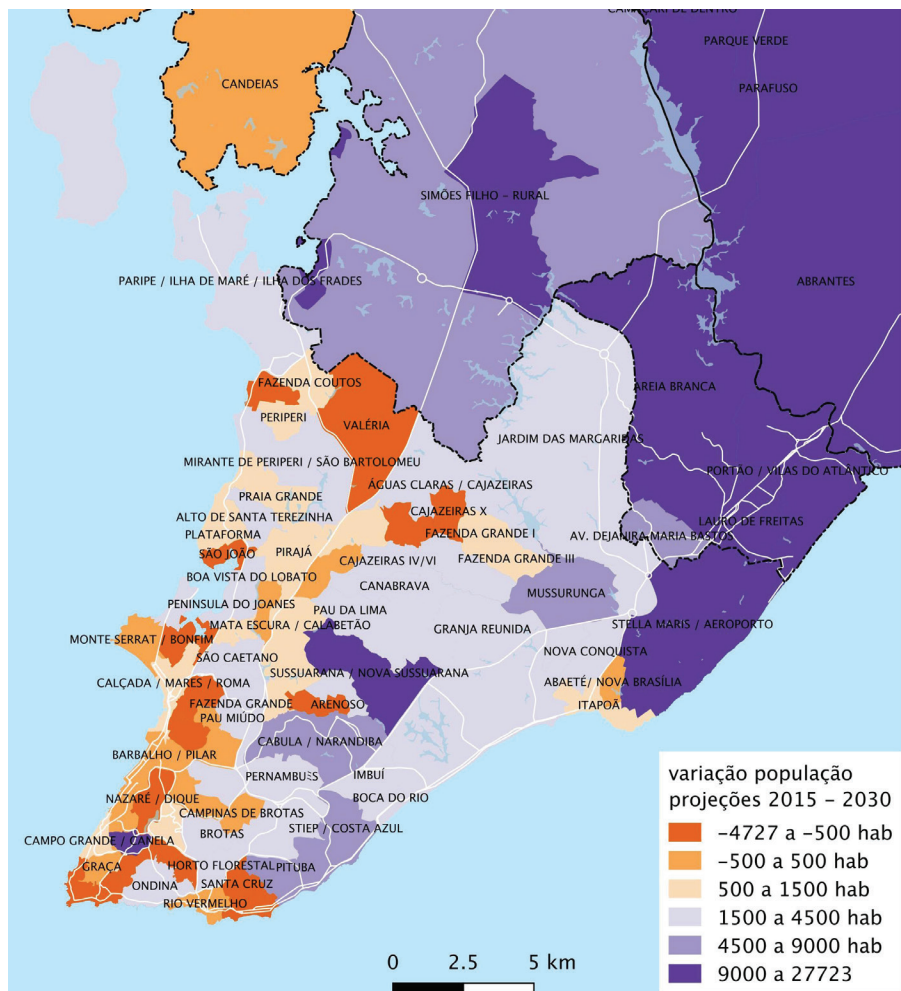 CAMAÇARI DE DENTRO
PARQUE VERDE
PARAFUSO
CANDEIAS
SIMÕES FILHO – RURAL
PARIPE / ILHA DE MARÉ / ILHA DOS FRADES
ABRANTES
FAZENDA COUTOS
AREIA BRANCA
PERIPERI
VALÉRIA
JARDIM DAS MARGARIDAS
MIRANTE DE PERIPERI / SÃO BARTOLOMEU
PORTÃO / VILAS DO ATLÂNTICO
ÁGUAS CLARAS / CAJAZEIRAS
PRAIA GRANDE
CAJAZEIRAS X
ALTO DE SANTA TEREZINHA
LAURO DE FREITAS
PLATAFORMA
FAZENDA GRANDE I
AV. DEJANIRA MARIA BASTOS
SÃO JOÃO
PIRAJÁ
CAJAZEIRAS IV/VI
FAZENDA GRANDE III
BOA VISTA DO LOBATO
CANABRAVA
MUSSURUNGA
PENINSULA DO JOANES
PAU DA LIMA
MATA ESCURA / CALABETÃO
STELLA MARIS / AEROPORTO
GRANJA REUNIDA
MONTE SERRAT / BONFIM
NOVA CONQUISTA
SÃO CAETANO
SUSSUARANA / NOVA SUSSUARANA
ABAETÉ/ NOVA BRASÍLIA
CALÇADA / MARES / ROMA
FAZENDA GRANDE
ARENOSO
ITAPOÃ
PAU MIÚDO
CABULA / NARANDIBA
BARBALHO / PILAR
PERNAMBUÉS
IMBUÍ
BOCA DO RIO
NAZARÉ / DIQUE
CAMPINAS DE BROTAS
STIEP / COSTA AZUL
BROTAS
CAMPO GRANDE / CANELA
GRAÇA
HORTO FLORESTAL
PITUBA
ONDINA
SANTA CRUZ
RIO VERMELHO
variação população
projeções 2015 – 2030
–4727 a –500 hab
–500 a 500 hab
500 a 1500 hab
1500 a 4500 hab
4500 a 9000 hab
9000 a 27723
0 2.5 5 km